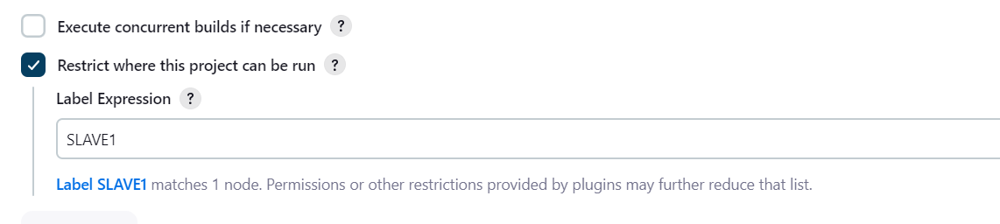 Execute concurrent builds if necessary ?
Restrict where this project can be run ?
Label Expression ?
SLAVE1
Label SLAVE1 matches 1 node. Permissions or other restrictions provided by plugins may further reduce that list.